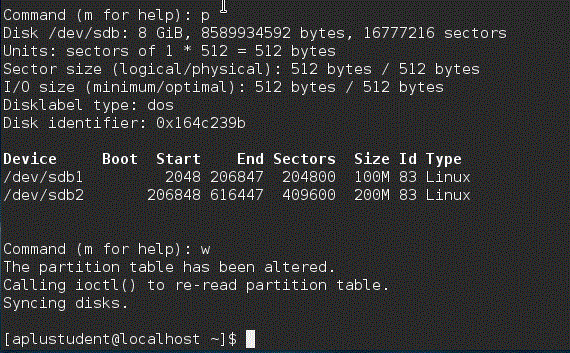 Command (m for help): p
Disk /dev/sdb: 8 GiB, 8589934592 bytes, 16777216 sectors
Units: sectors of 1 * 512 = 512 bytes
Sector size (logical/physical): 512 bytes / 512 bytes
I/O size (minimum/optimal): 512 bytes / 512 bytes
Disklabel type: dos
Disk identifier: 0x164c239b
Device     Boot  Start    End Sectors  Size Id Type
/dev/sdb1         2048 206847  204800  100M 83 Linux
/dev/sdb2       206848 616447  409600  200M 83 Linux
Command (m for help): w
The partition table has been altered.
Calling ioctl() to re-read partition table.
Syncing disks.
[aplustudent@localhost ~]$